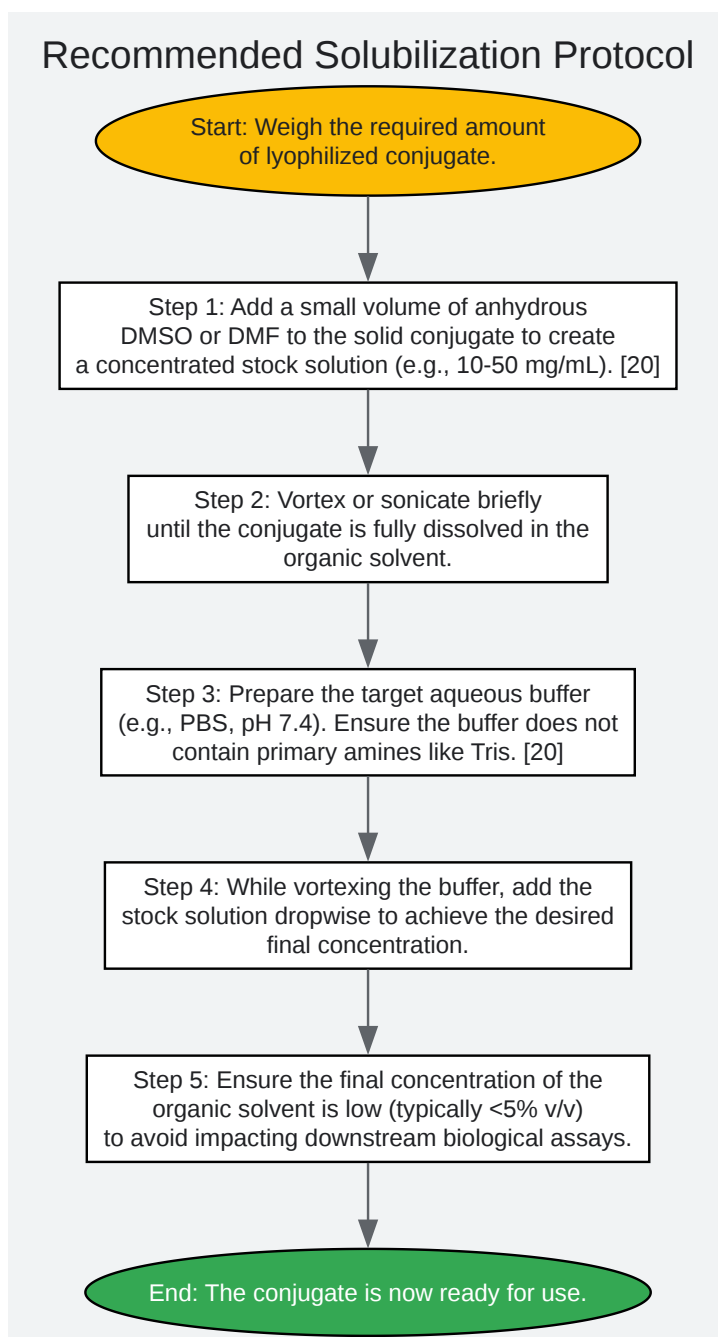 Recommended Solubilization Protocol
Start: Weigh the required amount
of lyophilized conjugate.
Step 1: Add a small volume of anhydrous
DMSO or DMF to the solid conjugate to create
a concentrated stock solution (e.g., 10-50 mg/mL). [20]
Step 2: Vortex or sonicate briefly
until the conjugate is fully dissolved in the
organic solvent.
Step 3: Prepare the target aqueous buffer
(e.g., PBS, pH 7.4). Ensure the buffer does not
contain primary amines like Tris. [20]
Step 4: While vortexing the buffer, add the
stock solution dropwise to achieve the desired
final concentration.
Step 5: Ensure the final concentration of the
organic solvent is low (typically <5% v/v)
to avoid impacting downstream biological assays.
End: The conjugate is now ready for use.